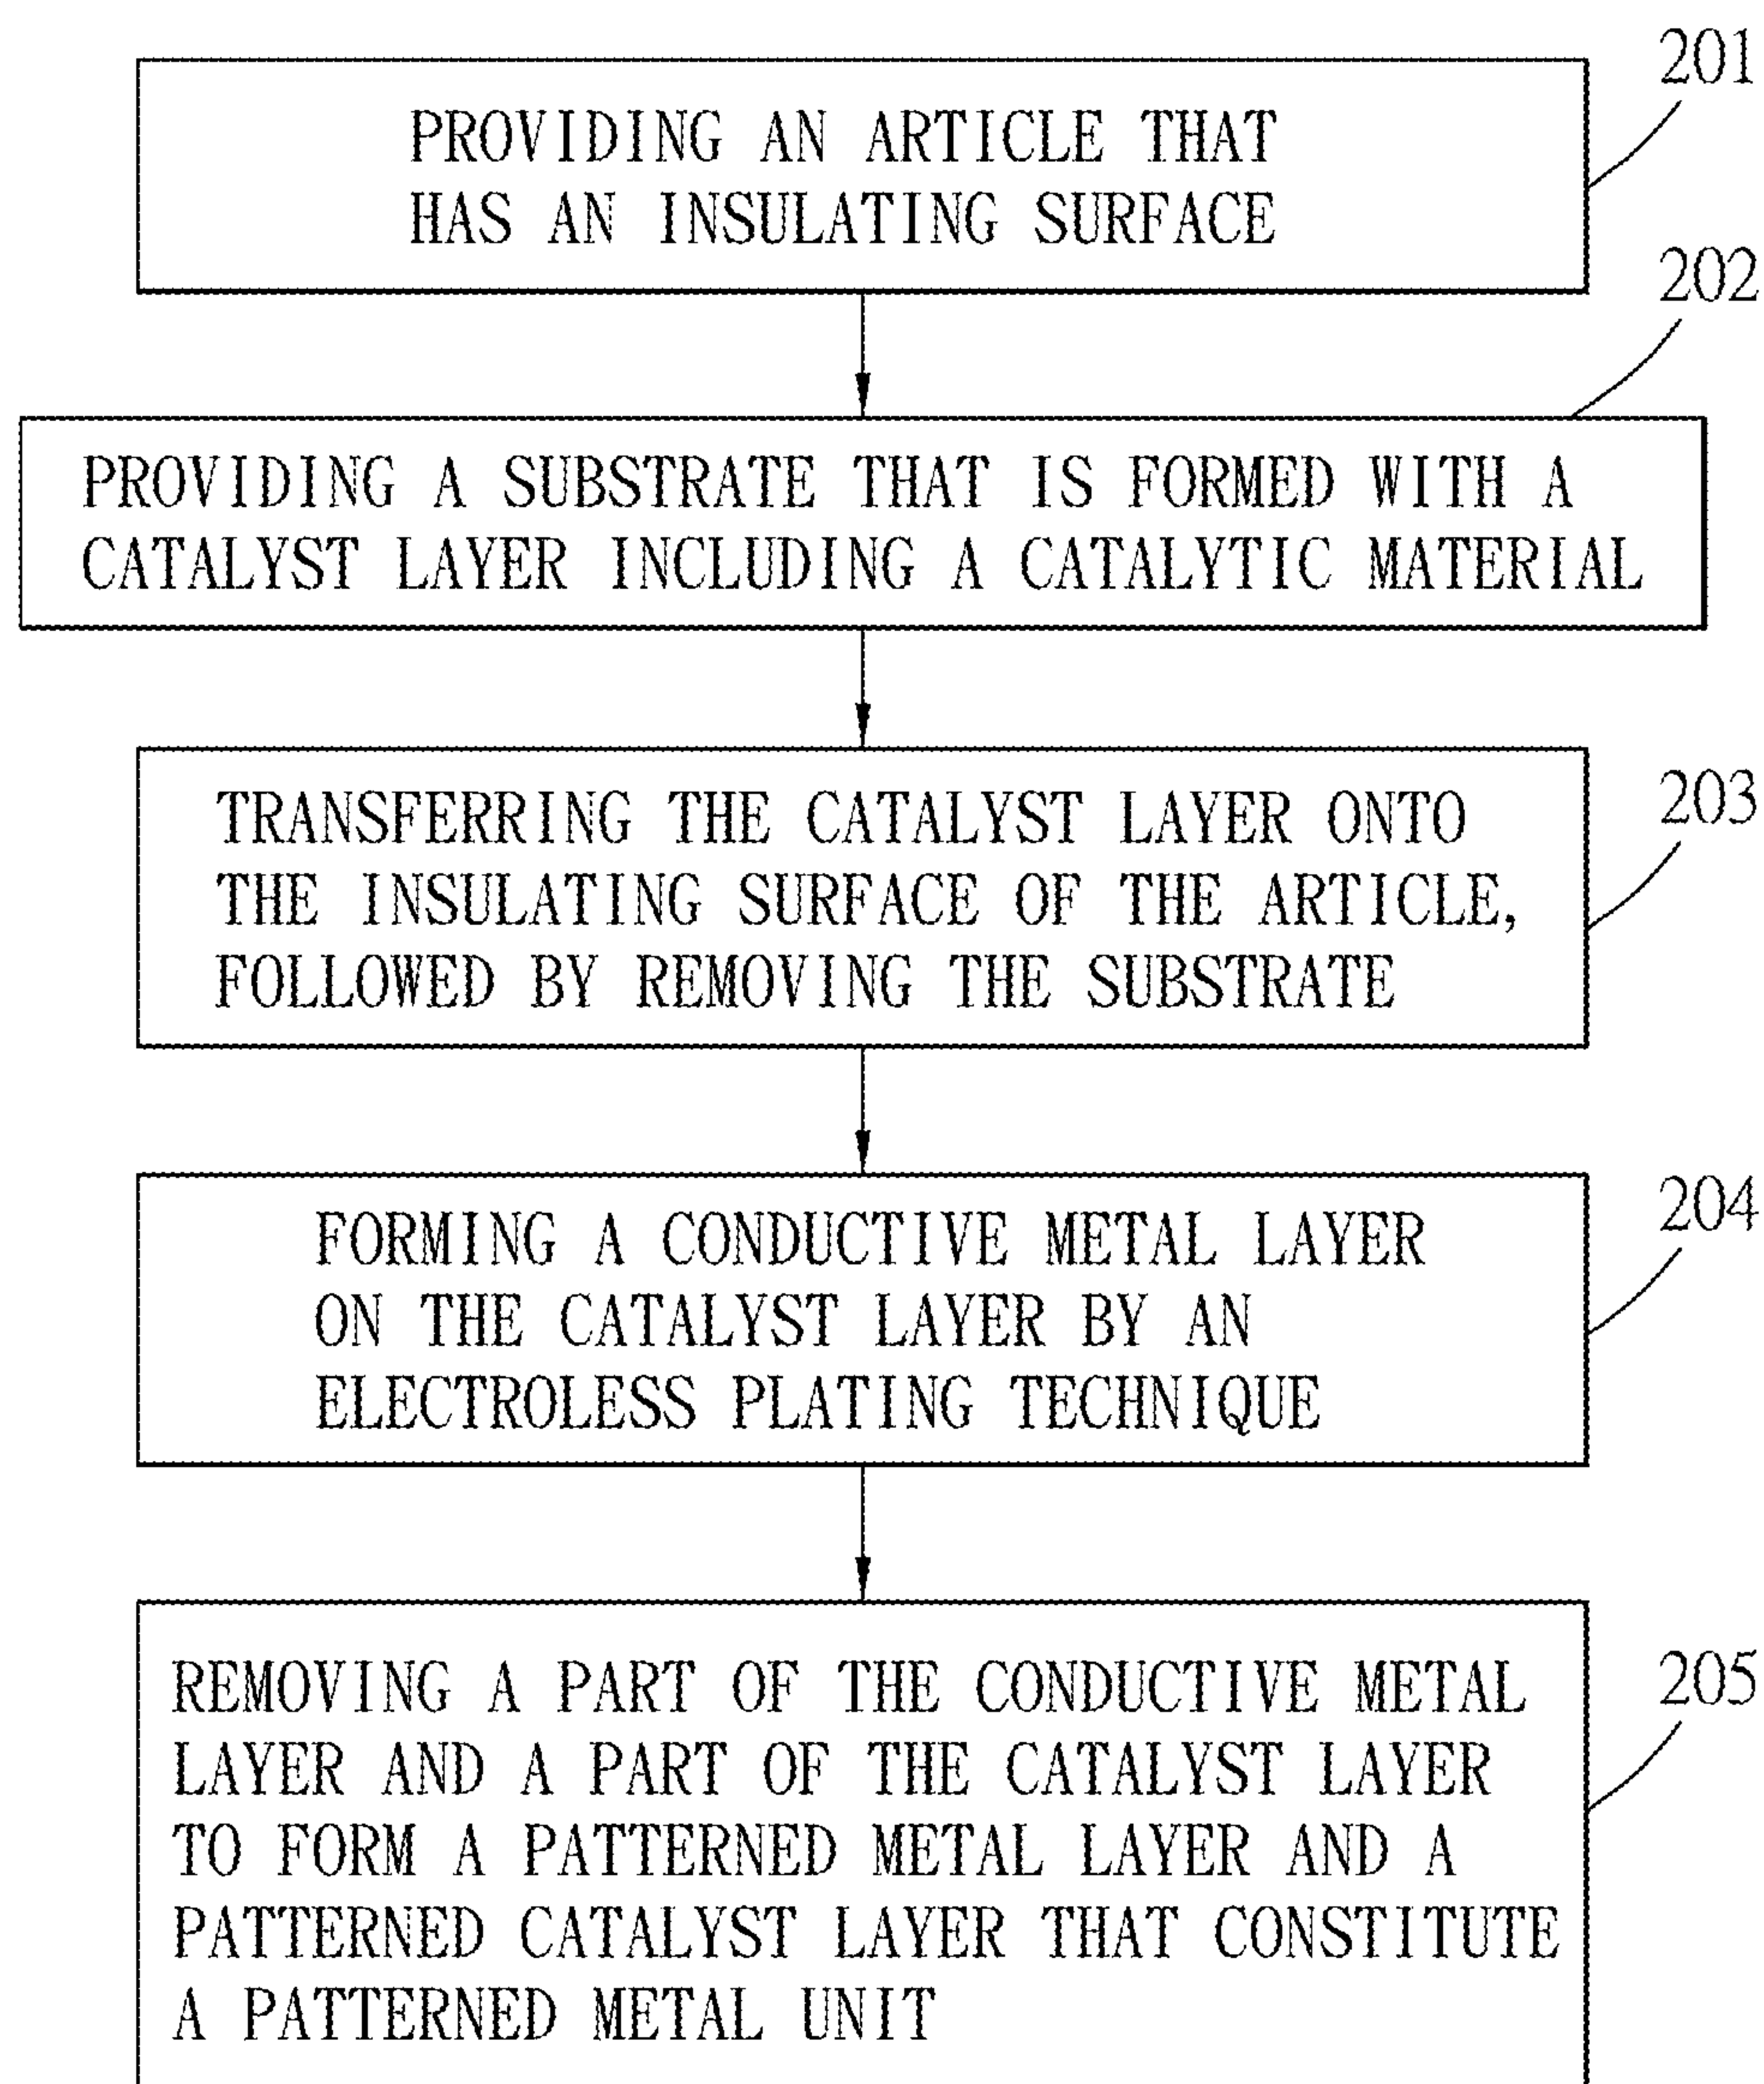 201
PROVIDING AN ARTICLE THAT
HAS AN INSULATING SURFACE
202
PROVIDING A SUBSTRATE THAT IS FORMED WITH A
CATALYST LAYER INCLUDING A CATALYTIC MATERIAL
203
TRANSFERRING THE CATALYST LAYER ONTO
THE INSULATING SURFACE OF THE ARTICLE,
FOLLOWED BY REMOVING THE SUBSTRATE
204
FORMING A CONDUCTIVE METAL LAYER
ON THE CATALYST LAYER BY AN
ELECTROLESS PLATING TECHNIQUE
205
REMOVING A PART OF THE CONDUCTIVE METAL
LAYER AND A PART OF THE CATALYST LAYER
TO FORM A PATTERNED METAL LAYER AND A
PATTERNED CATALYST LAYER THAT CONSTITUTE
A PATTERNED METAL UNIT